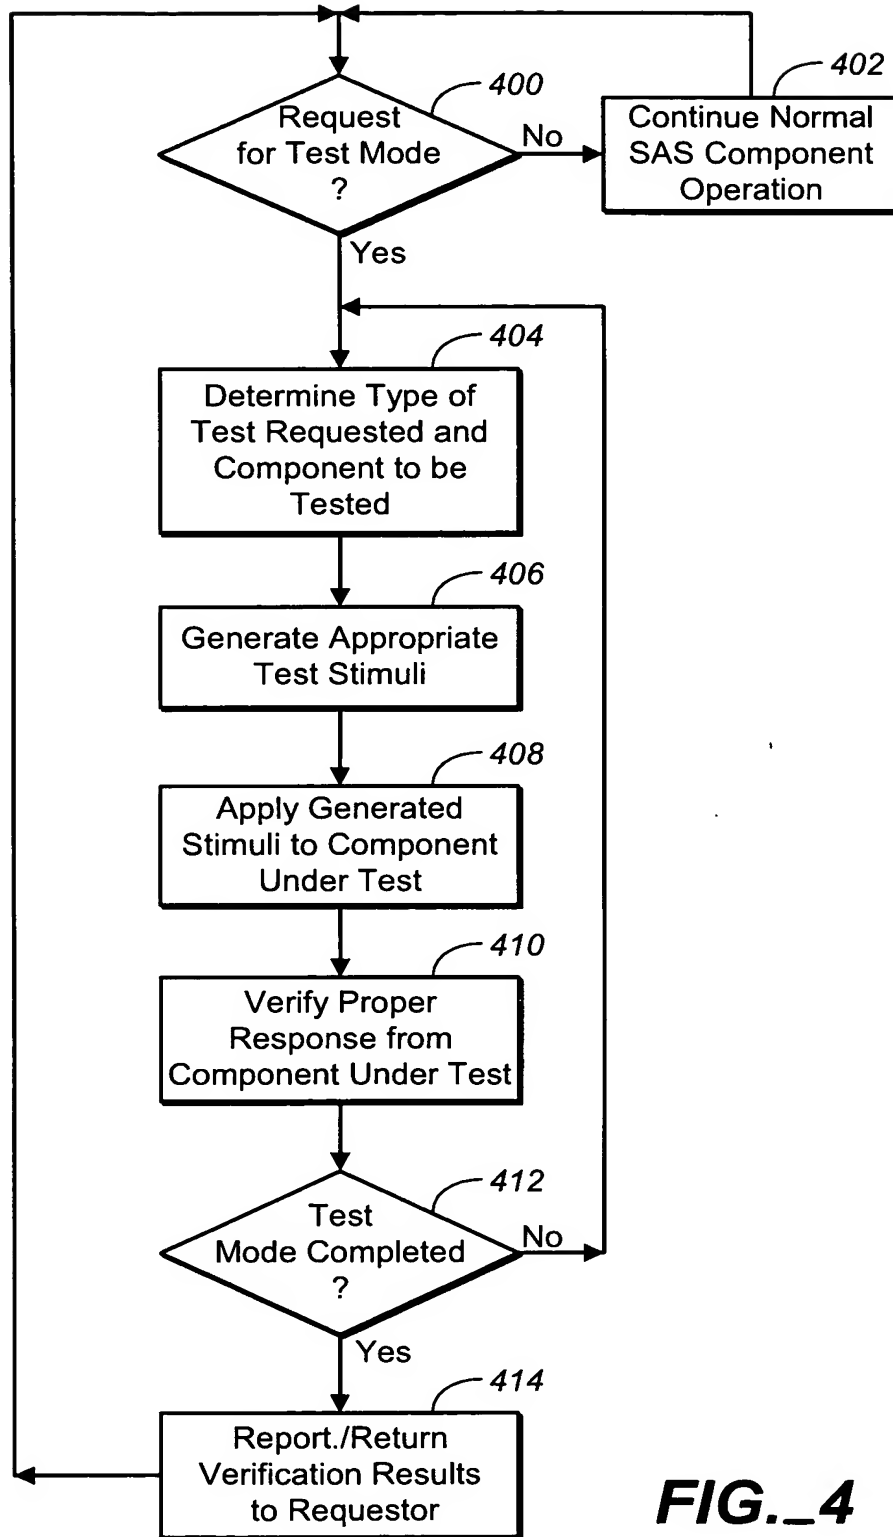 400
Request
for Test Mode
?
No
402
Continue Normal
SAS Component
Operation
Yes
404
Determine Type of
Test Requested and
Component to be
Tested
406
Generate Appropriate
Test Stimuli
408
Apply Generated
Stimuli to Component
Under Test
410
Verify Proper
Response from
Component Under Test
412
Test
Mode Completed
?
No
Yes
414
Report./Return
Verification Results
to Requestor
FIG._4